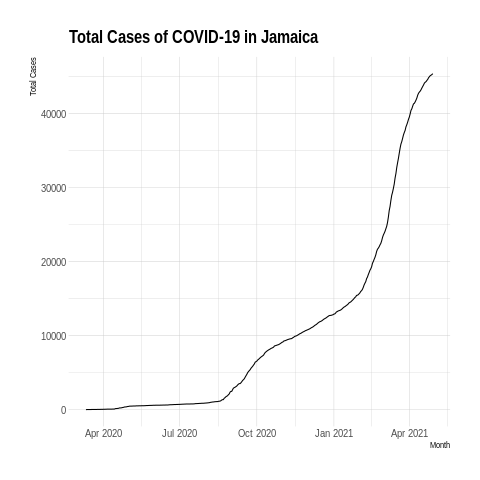 Total Cases of COVID-19 in Jamaica
Total Cases
40000
30000
20000
10000
0
Apr 2020 Jul 2020 Oct 2020 Jan 2021 Apr 2021
Month